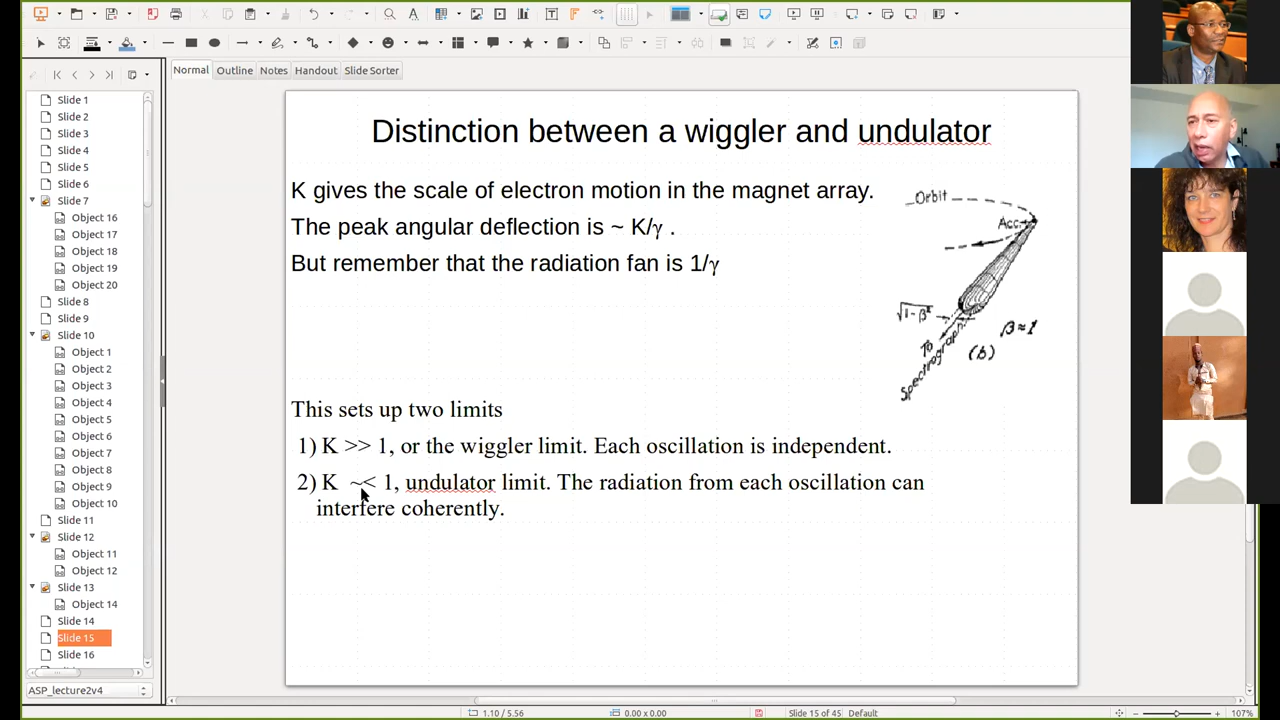 Normal
Outline
Notes
Handout
Slide Sorter
Slide 1
Slide 2
Slide 3
Slide 4
Slide 5
Slide 6
Slide 7
Object 16
Object 17
Object 18
Object 19
Object 20
Slide 8
Slide 9
Slide 10
Object 1
Object 2
Object 3
Object 4
Object 5
Object 6
Object 7
Object 8
Object 9
Object 10
Slide 11
Slide 12
Object 11
Object 12
Slide 13
Object 14
Slide 14
Slide 15
Slide 16
ASP_lecture2v4
Distinction between a wiggler and undulator
K gives the scale of electron motion in the magnet array.
The peak angular deflection is ~ K/γ .
But remember that the radiation fan is 1/γ
Orbit
Acc.
√1-β²
β≈1
To
Spectrograph
(b)
This sets up two limits
1) K >> 1, or the wiggler limit. Each oscillation is independent.
2) K ~< 1, undulator limit. The radiation from each oscillation can
interfere coherently.
1.10 / 5.56
0.00 x 0.00
Slide 15 of 45
Default
107%